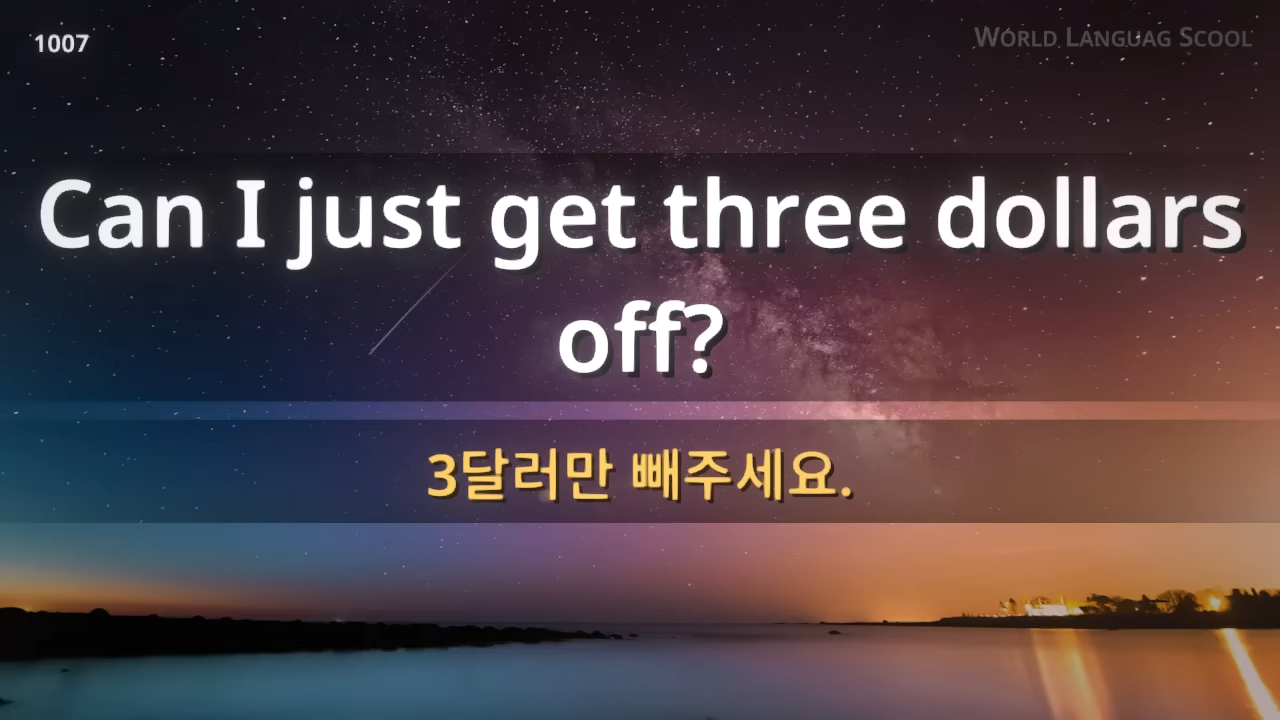 1007
World Languag Scool
Can I just get three dollars
off?
3달러만 빼주세요.